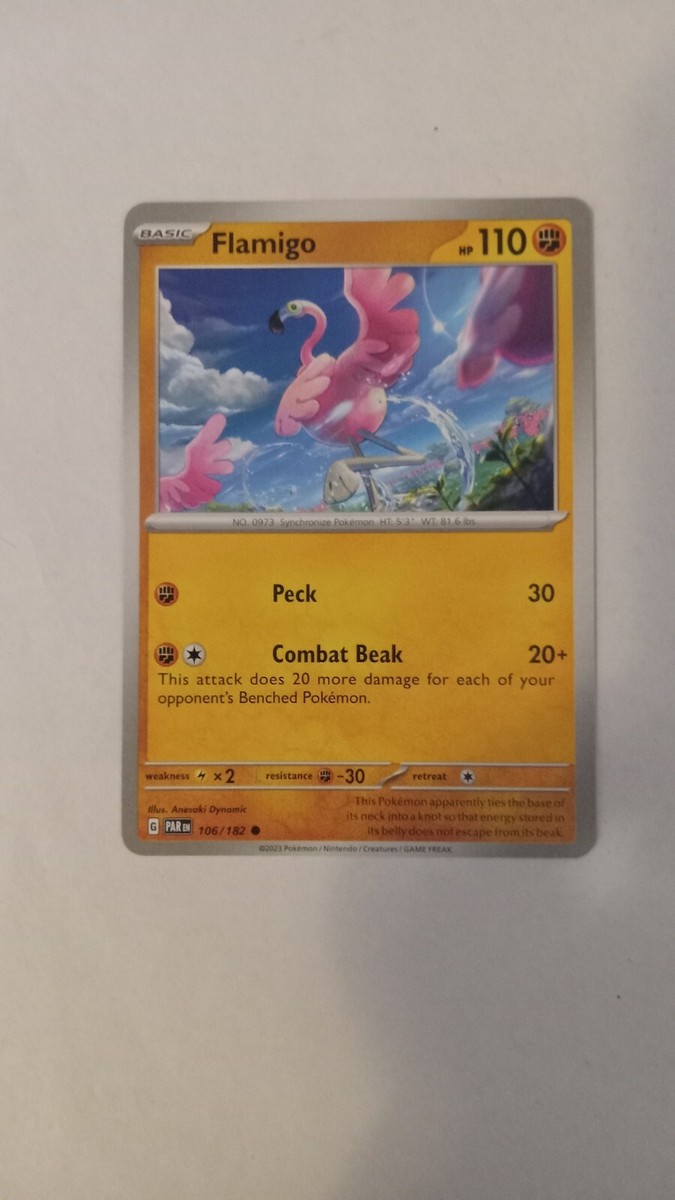 BASIC Flamigo HP 110
NO. 0973 Synchronize Pokémon HT: 5'3" WT: 81.6 lbs.
Peck 30
Combat Beak 20+
This attack does 20 more damage for each of your
opponent's Benched Pokémon.
weakness ×2 resistance -30 retreat
Illus. Anesaki Dynamic
This Pokémon apparently ties the base of
its neck into a knot so that energy stored in
its belly does not escape from its beak.
G PAR EN 106/182
©2023 Pokémon / Nintendo / Creatures / GAME FREAK